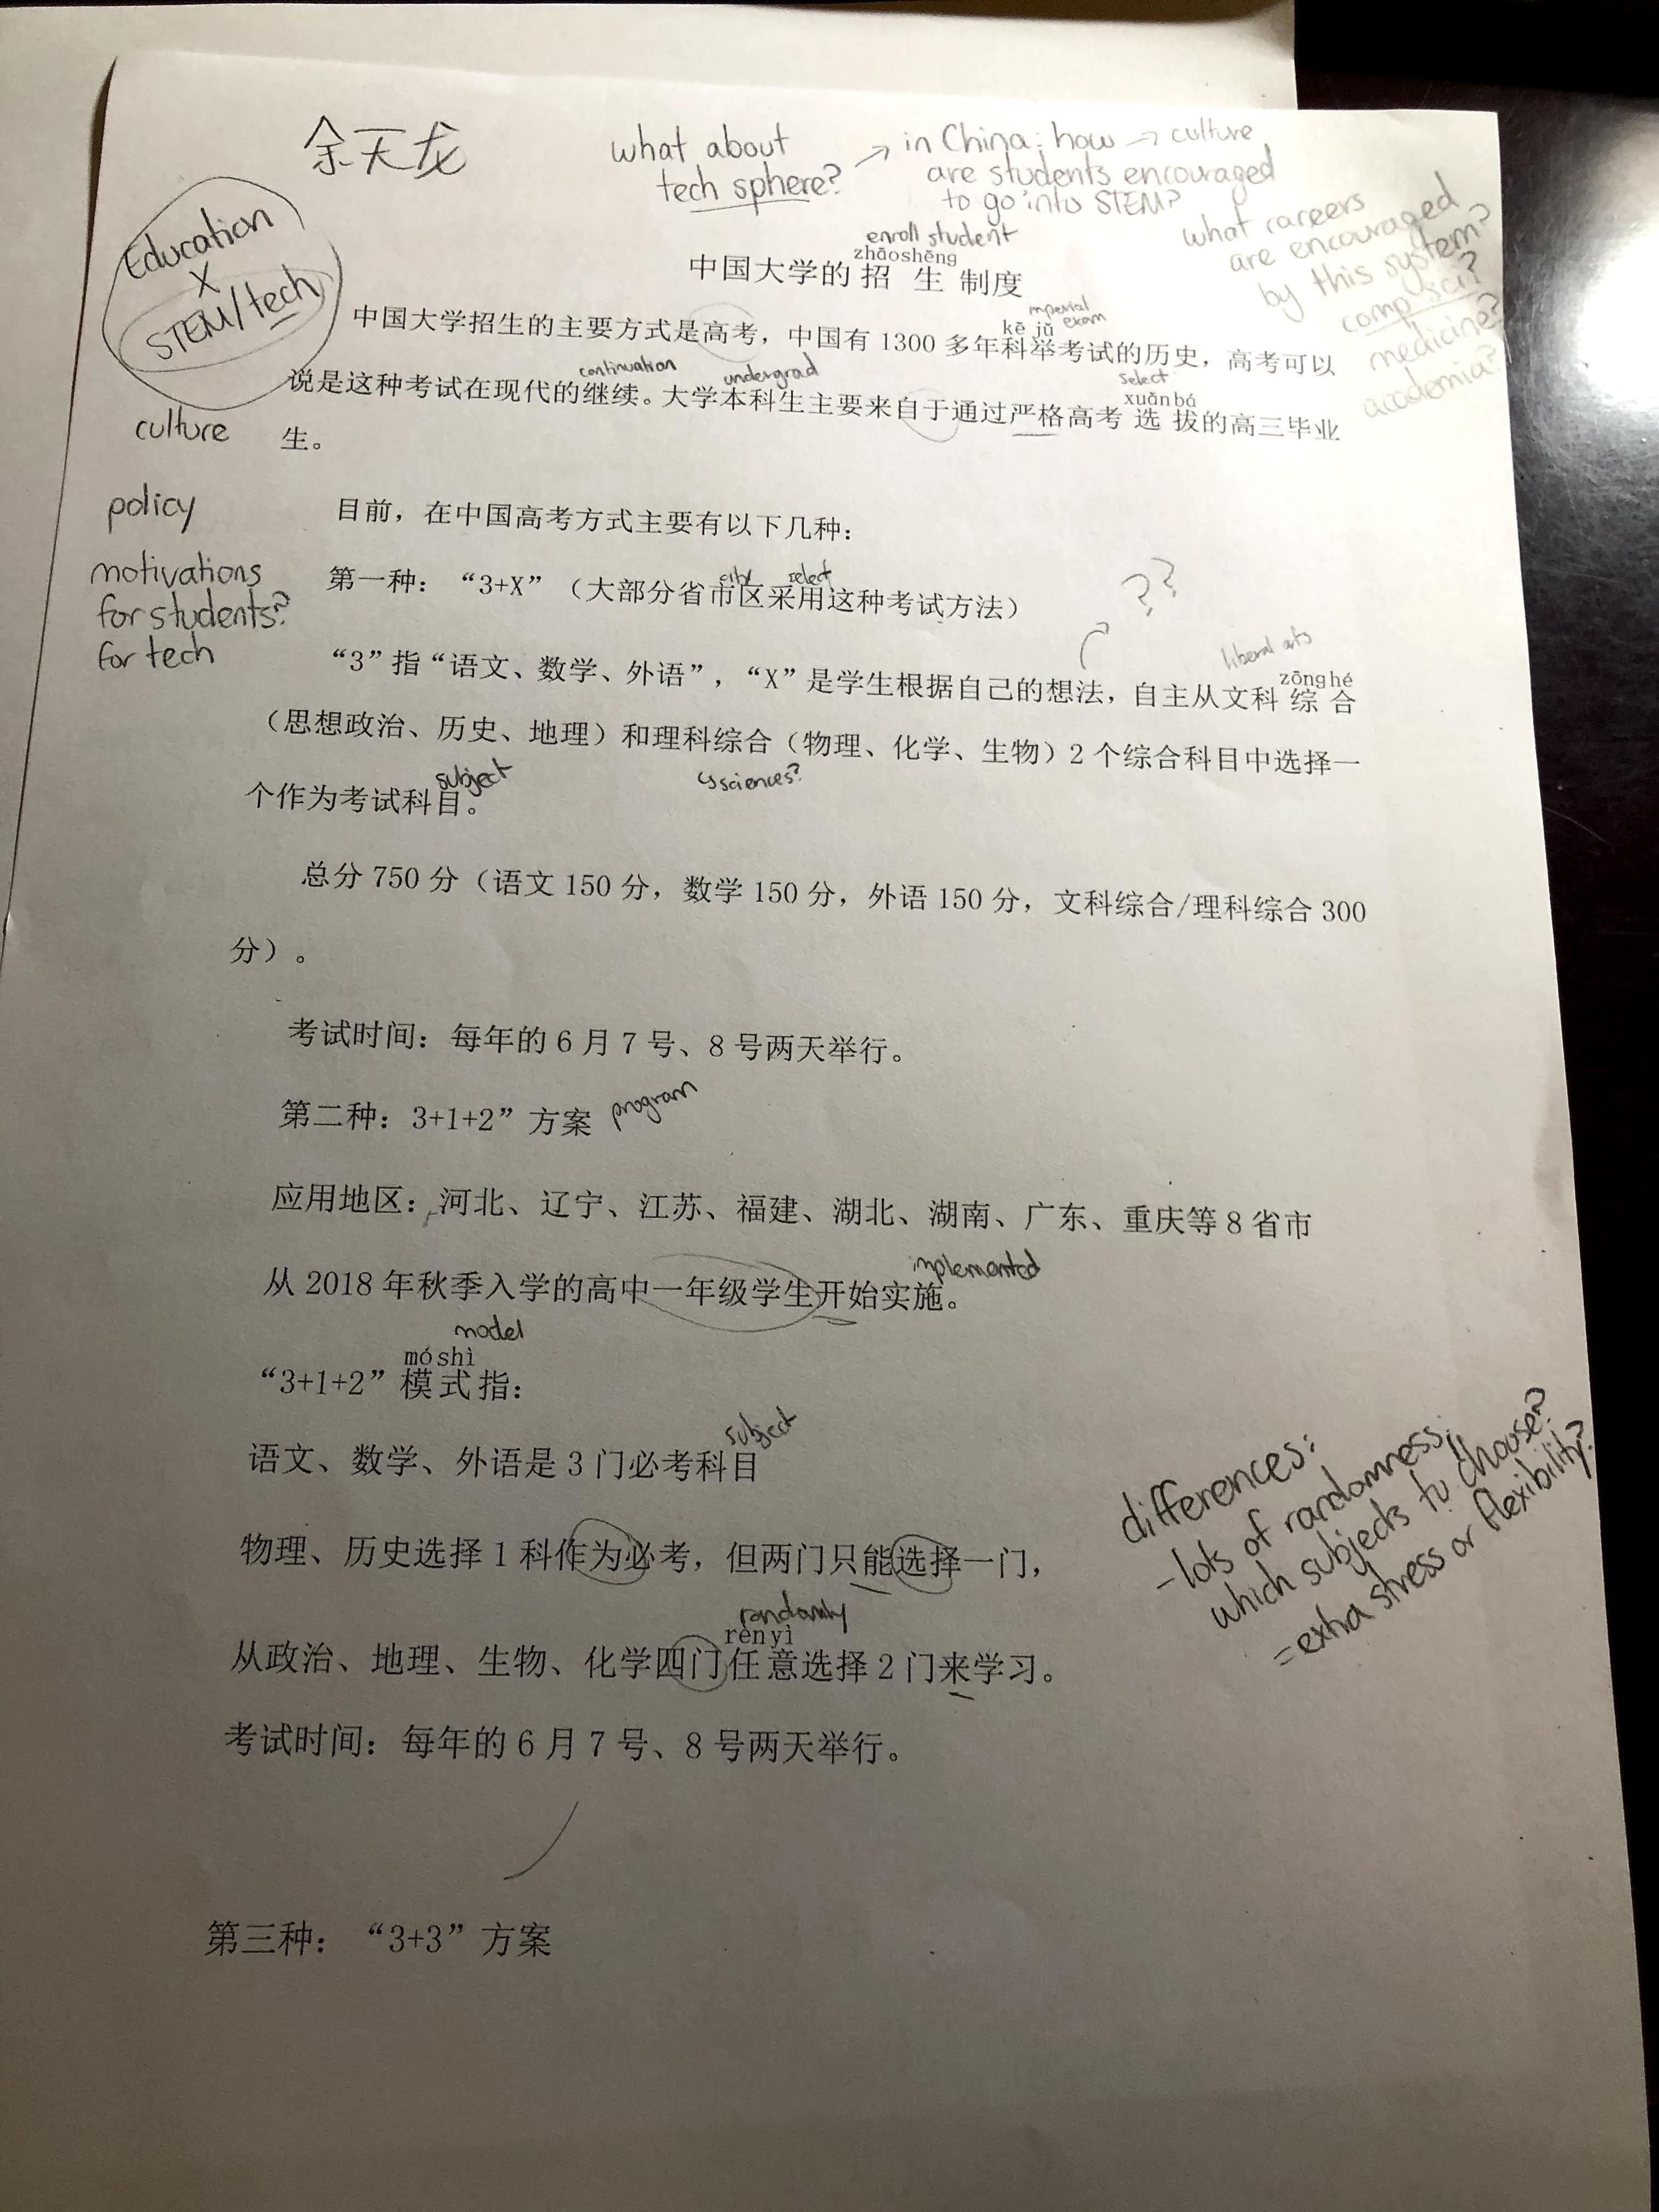 余天龙
what about
tech sphere?
→ in China: how → culture
are students encouraged
to go into STEM?
what careers
are encouraged
by this system?
comp sci?
medicine?
academia?
Education
X
STEM/tech
culture
policy
motivations
for students?
for tech
enroll student
zhāoshēng
中国大学的招生制度
imperial
exam
kē jǔ
中国大学招生的主要方式是高考，中国有 1300 多年科举考试的历史，高考可以
continuation undergrad select
xuǎnbá
说是这种考试在现代的继续。大学本科生主要来自于通过严格高考选拔的高三毕业
生。
目前，在中国高考方式主要有以下几种：
city select
第一种：“3+X”（大部分省市区采用这种考试方法）
??
liberal arts
zōnghé
“3”指“语文、数学、外语”，“X”是学生根据自己的想法，自主从文科综合
（思想政治、历史、地理）和理科综合（物理、化学、生物）2 个综合科目中选择一
subject
↳ sciences?
个作为考试科目。
总分 750 分（语文 150 分，数学 150 分，外语 150 分，文科综合/理科综合 300
分）。
考试时间：每年的 6 月 7 号、8 号两天举行。
第二种：3+1+2”方案 program
应用地区：河北、辽宁、江苏、福建、湖北、湖南、广东、重庆等 8 省市
implemented
从 2018 年秋季入学的高中一年级学生开始实施。
model
móshì
“3+1+2”模式指：
subject
语文、数学、外语是 3 门必考科目
物理、历史选择 1 科作为必考，但两门只能选择一门，
randomly
rènyì
从政治、地理、生物、化学四门任意选择 2 门来学习。
考试时间：每年的 6 月 7 号、8 号两天举行。
differences:
- lots of randomness;
which subjects to choose?
= extra stress or flexibility?
第三种：“3+3”方案